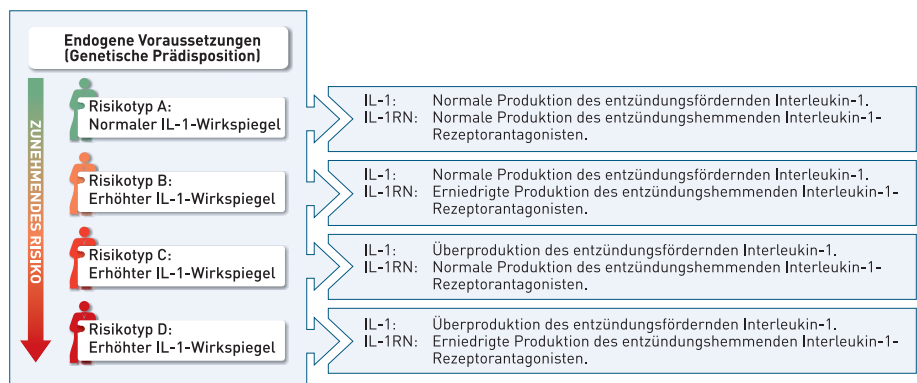 Endogene Voraussetzungen
(Genetische Prädisposition)
ZUNEHMENDES RISIKO
Risikotyp A:
Normaler IL-1-Wirkspiegel
IL-1: Normale Produktion des entzündungsfördernden Interleukin-1.
IL-1RN: Normale Produktion des entzündungshemmenden Interleukin-1-
Rezeptorantagonisten.
Risikotyp B:
Erhöhter IL-1-Wirkspiegel
IL-1: Normale Produktion des entzündungsfördernden Interleukin-1.
IL-1RN: Erniedrigte Produktion des entzündungshemmenden Interleukin-1-
Rezeptorantagonisten.
Risikotyp C:
Erhöhter IL-1-Wirkspiegel
IL-1: Überproduktion des entzündungsfördernden Interleukin-1.
IL-1RN: Normale Produktion des entzündungshemmenden Interleukin-1-
Rezeptorantagonisten.
Risikotyp D:
Erhöhter IL-1-Wirkspiegel
IL-1: Überproduktion des entzündungsfördernden Interleukin-1.
IL-1RN: Erniedrigte Produktion des entzündungshemmenden Interleukin-1-
Rezeptorantagonisten.